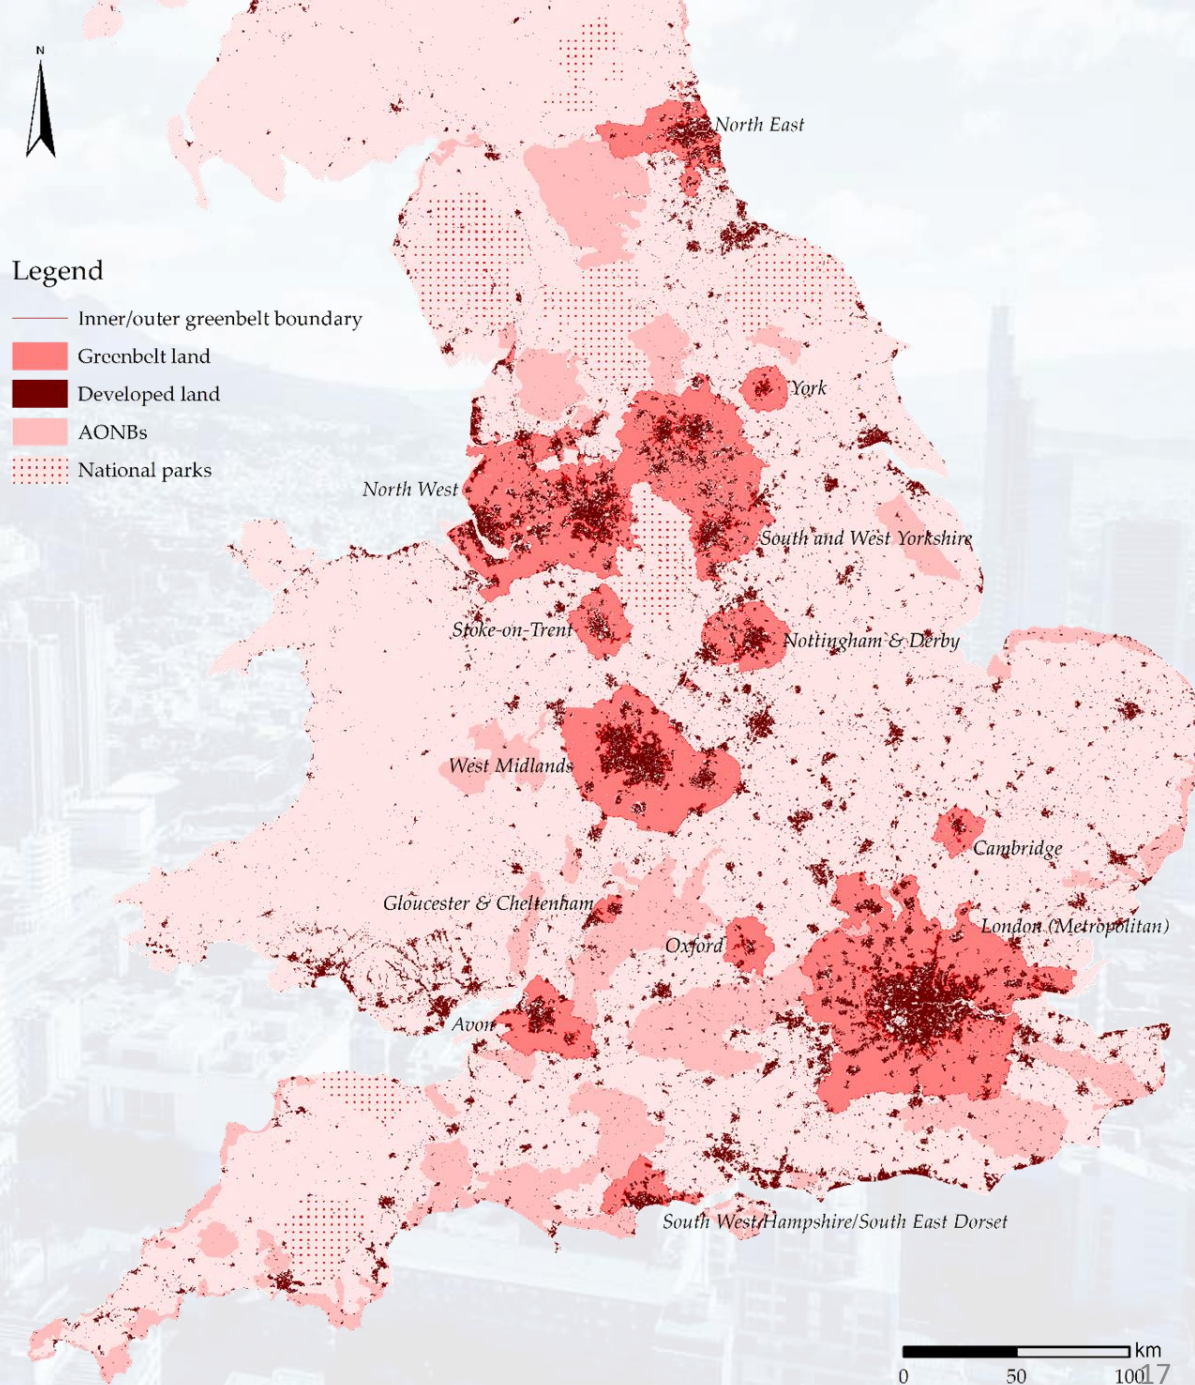 N
North East
Legend
Inner/outer greenbelt boundary
Greenbelt land
Developed land
AONBs
National parks
York
North West
South and West Yorkshire
Stoke-on-Trent
Nottingham & Derby
West Midlands
Cambridge
Gloucester & Cheltenham
London (Metropolitan)
Oxford
Avon
South West/Hampshire/South East Dorset
km
0 50 100
17